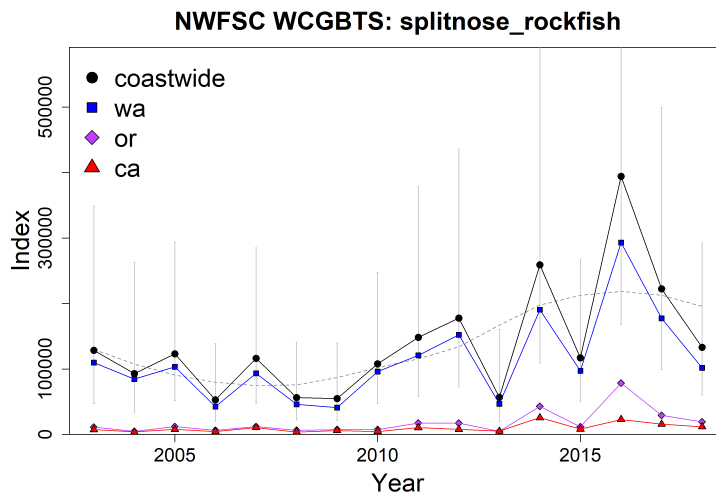 NWFSC WCGBTS: splitnose_rockfish
coastwide
wa
or
ca
Index
500000
300000
100000
0
2005
2010
2015
Year